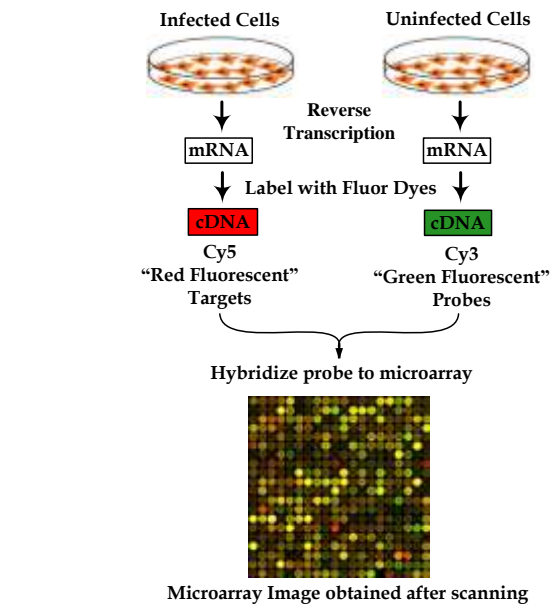 Infected Cells
Uninfected Cells
Reverse
Transcription
mRNA
mRNA
Label with Fluor Dyes
cDNA
cDNA
Cy5
“Red Fluorescent”
Targets
Cy3
“Green Fluorescent”
Probes
Hybridize probe to microarray
Microarray Image obtained after scanning